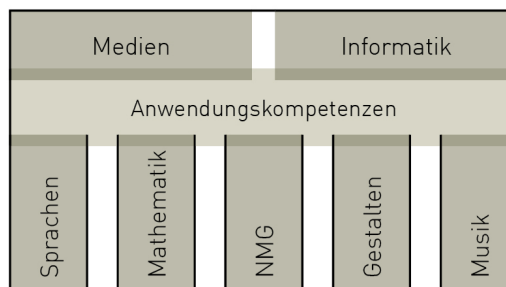 Medien
Informatik
Anwendungskompetenzen
Sprachen
Mathematik
NMG
Gestalten
Musik